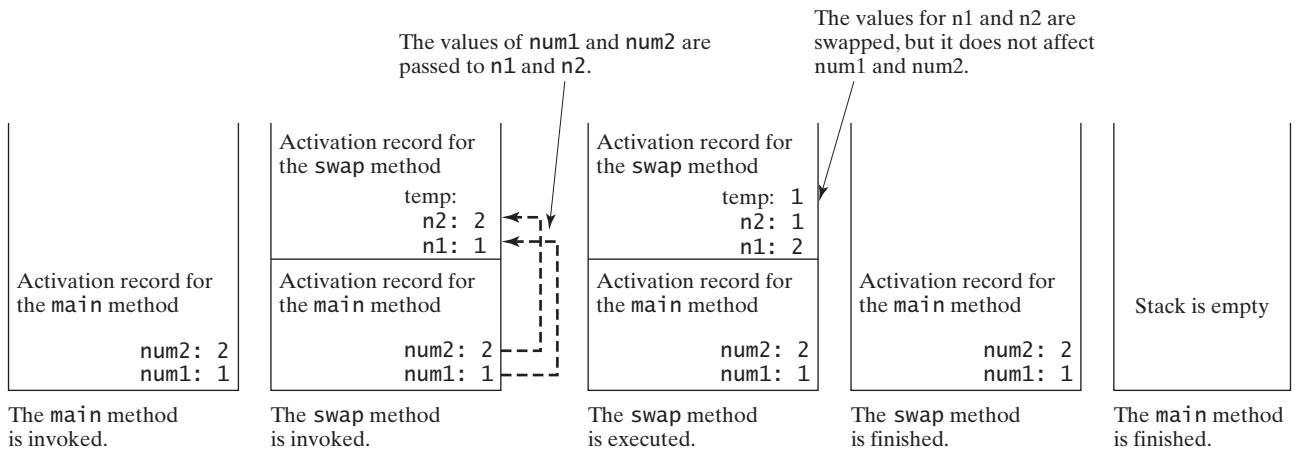 The values of num1 and num2 are
passed to n1 and n2.
The values for n1 and n2 are
swapped, but it does not affect
num1 and num2.
Activation record for
the main method
num2: 2
num1: 1
The main method
is invoked.
Activation record for
the swap method
temp:
n2: 2
n1: 1
Activation record for
the main method
num2: 2
num1: 1
The swap method
is invoked.
Activation record for
the swap method
temp: 1
n2: 1
n1: 2
Activation record for
the main method
num2: 2
num1: 1
The swap method
is executed.
Activation record for
the main method
num2: 2
num1: 1
The swap method
is finished.
Stack is empty
The main method
is finished.